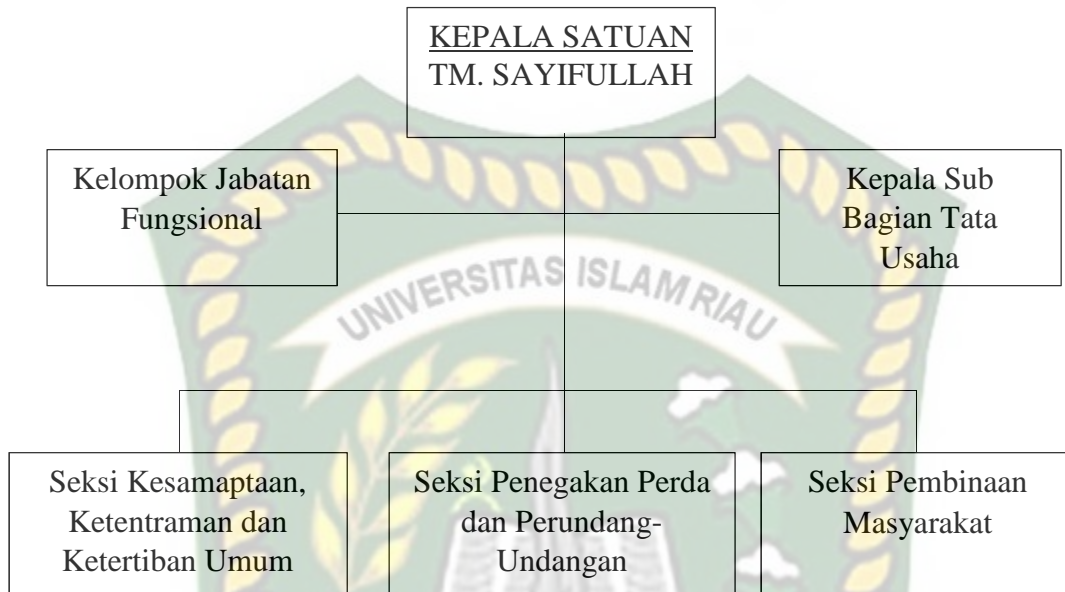 KEPALA SATUAN
TM. SAYIFULLAH
Kelompok Jabatan
Fungsional
Kepala Sub
Bagian Tata
Usaha
UNIVERSITAS ISLAM RIAU
Seksi Kesamaptaan,
Ketentraman dan
Ketertiban Umum
Seksi Penegakan Perda
dan Perundang-
Undangan
Seksi Pembinaan
Masyarakat